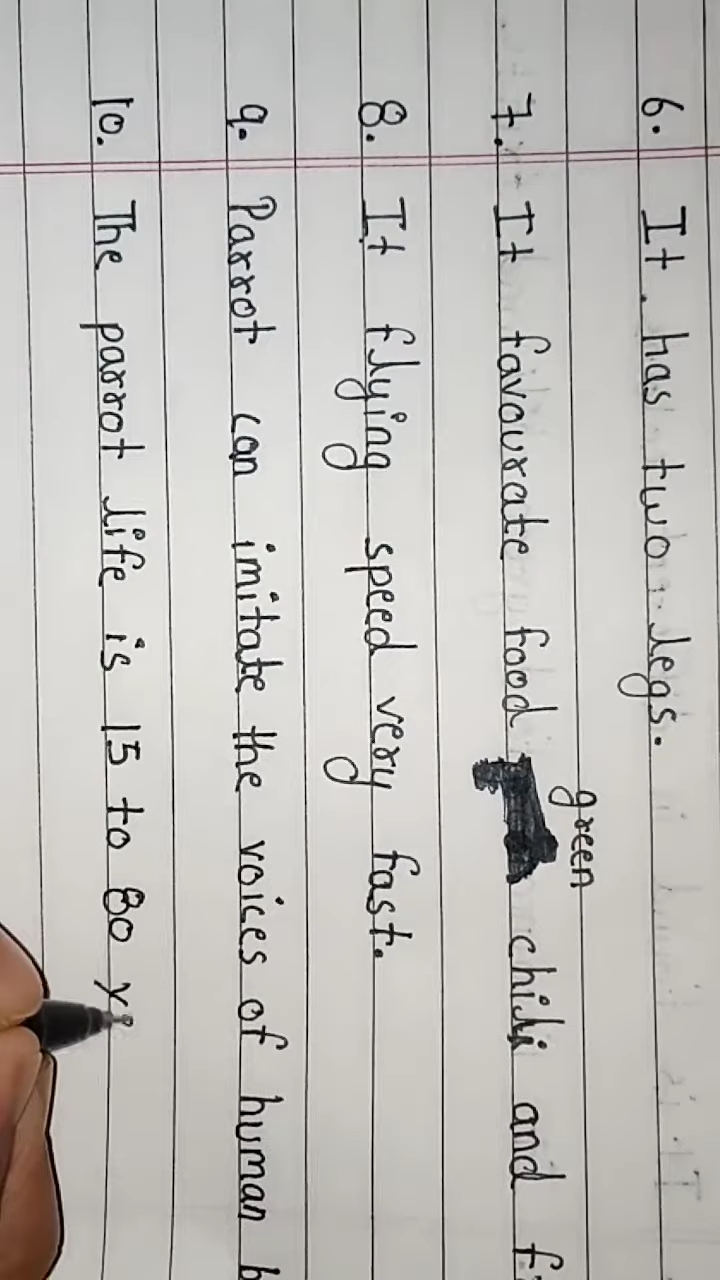 6. It has two legs.
green
7. It favourate food chili and
8. It flying speed very fast.
9. Parrot can imitate the voices of human
10. The parrot life is 15 to 80